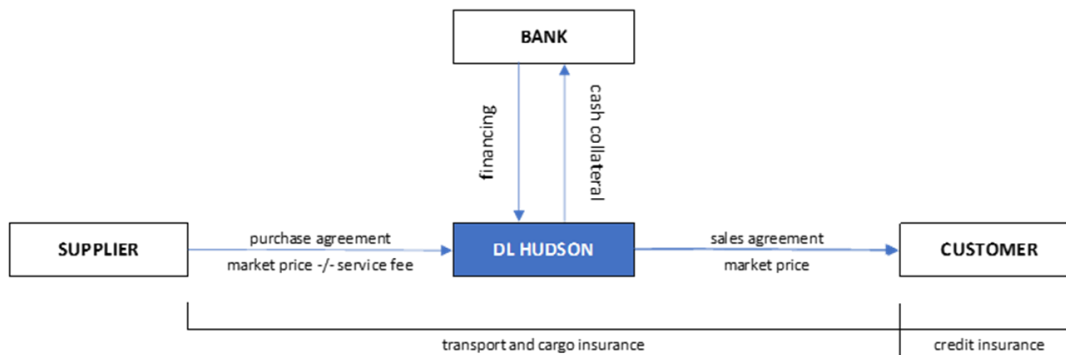 BANK
financing
cash collateral
SUPPLIER
purchase agreement
market price -/- service fee
DL HUDSON
sales agreement
market price
CUSTOMER
transport and cargo insurance
credit insurance